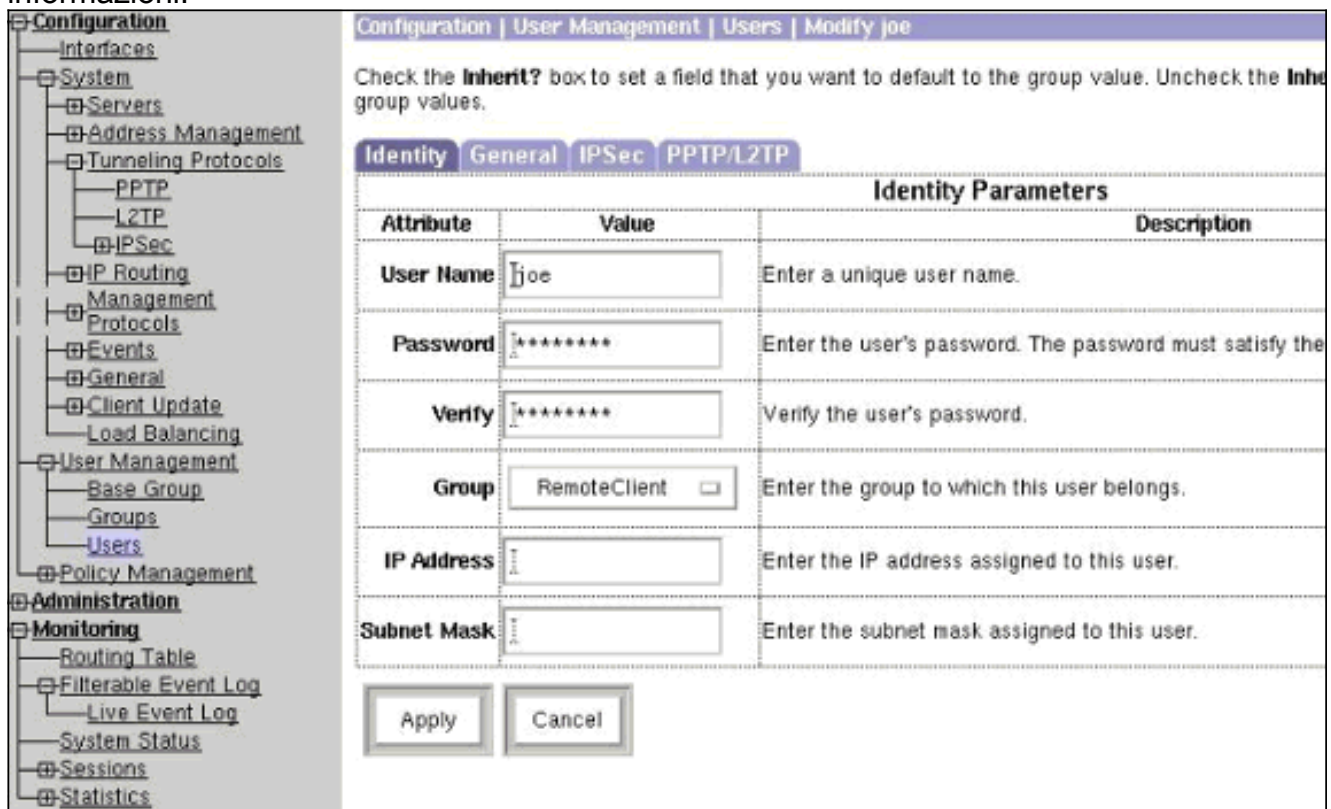 informazioni.
Configuration
Interfaces
System
Servers
Address Management
Tunneling Protocols
PPTP
L2TP
IPSec
IP Routing
Management
Protocols
Events
General
Client Update
Load Balancing
User Management
Base Group
Groups
Users
Policy Management
Administration
Monitoring
Routing Table
Filterable Event Log
Live Event Log
System Status
Sessions
Statistics
Configuration | User Management | Users | Modify joe
Check the Inherit? box to set a field that you want to default to the group value. Uncheck the Inhe
group values.
Identity General IPSec PPTP/L2TP
Identity Parameters
Attribute Value Description
User Name joe Enter a unique user name.
Password ******** Enter the user's password. The password must satisfy the
Verify ******** Verify the user's password.
Group RemoteClient Enter the group to which this user belongs.
IP Address Enter the IP address assigned to this user.
Subnet Mask Enter the subnet mask assigned to this user.
Apply Cancel